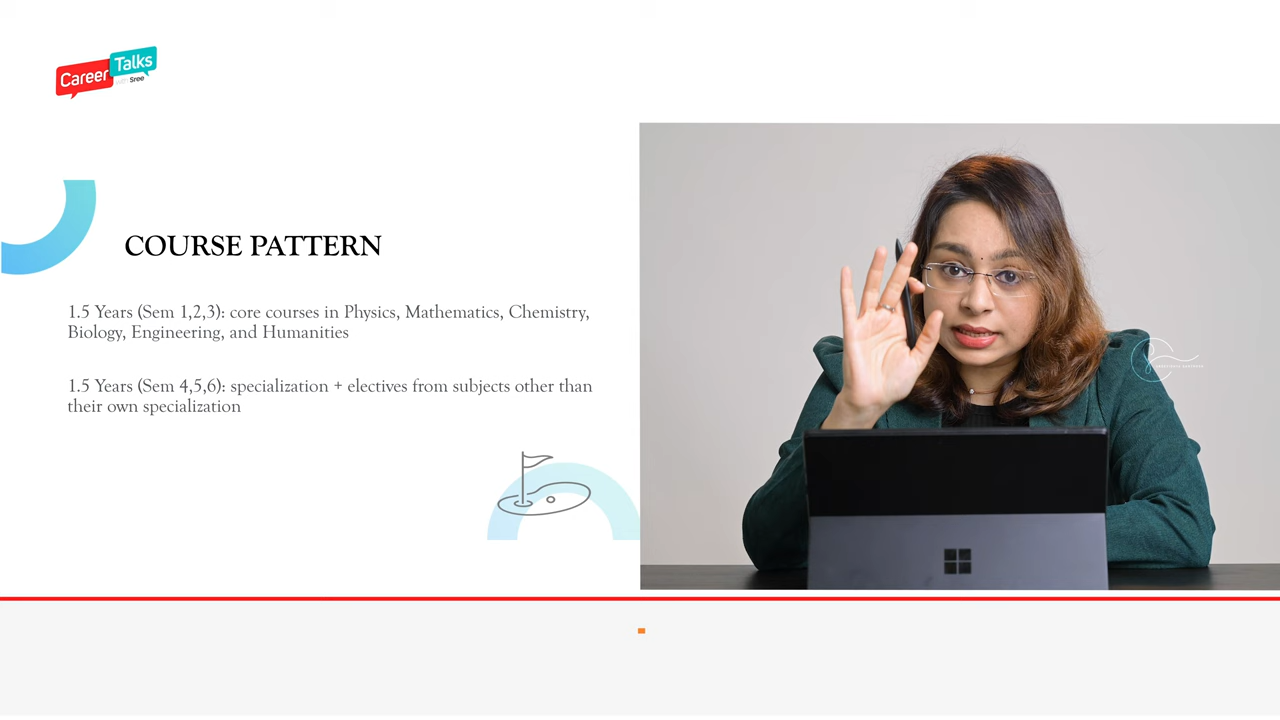 Career Talks
Sree
COURSE PATTERN
1.5 Years (Sem 1,2,3): core courses in Physics, Mathematics, Chemistry,
Biology, Engineering, and Humanities
1.5 Years (Sem 4,5,6): specialization + electives from subjects other than
their own specialization